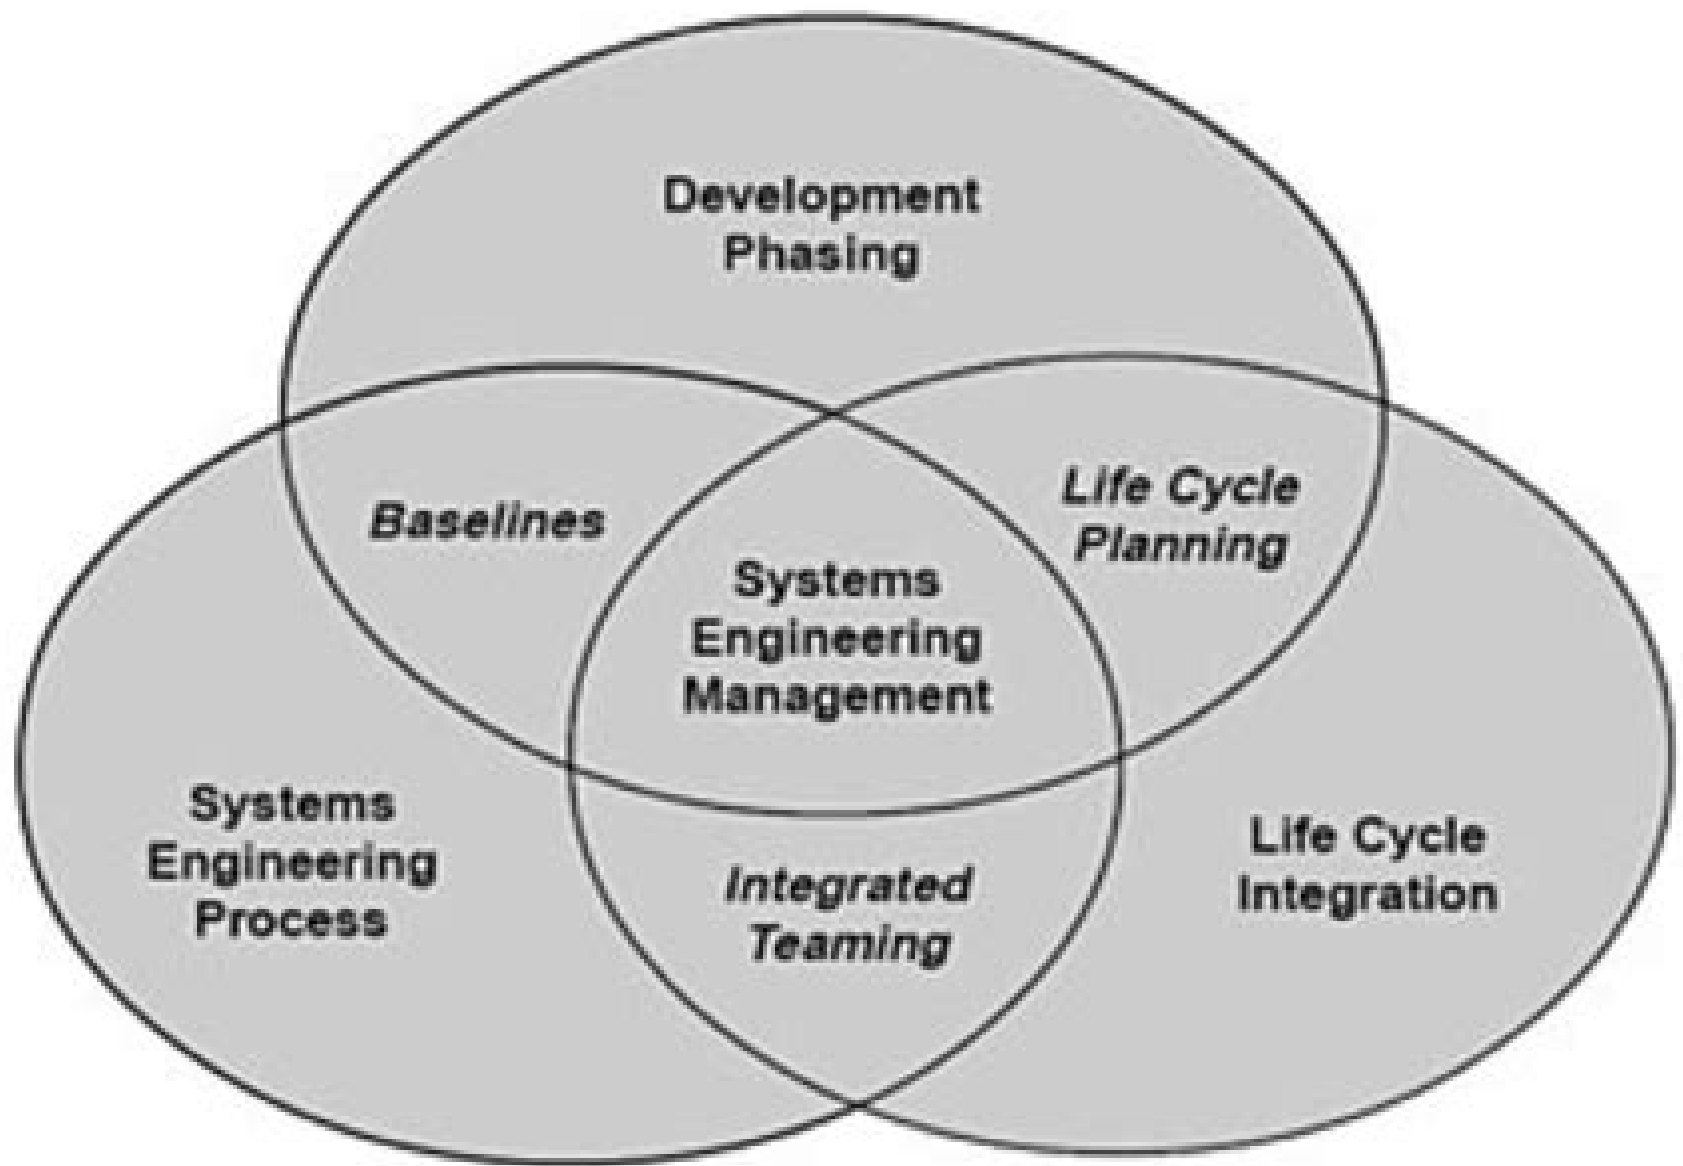 Development
Phasing
Baselines
Life Cycle
Planning
Systems
Engineering
Management
Systems
Engineering
Process
Integrated
Teaming
Life Cycle
Integration